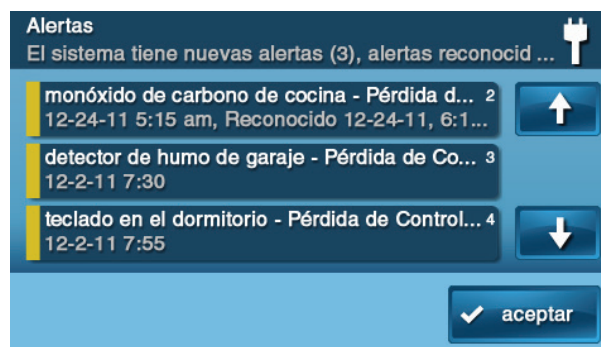 Alertas
El sistema tiene nuevas alertas (3), alertas reconocid ...
monóxido de carbono de cocina - Pérdida d... 2
12-24-11 5:15 am, Reconocido 12-24-11, 6:1...
detector de humo de garaje - Pérdida de Co... 3
12-2-11 7:30
teclado en el dormitorio - Pérdida de Control... 4
12-2-11 7:55
aceptar